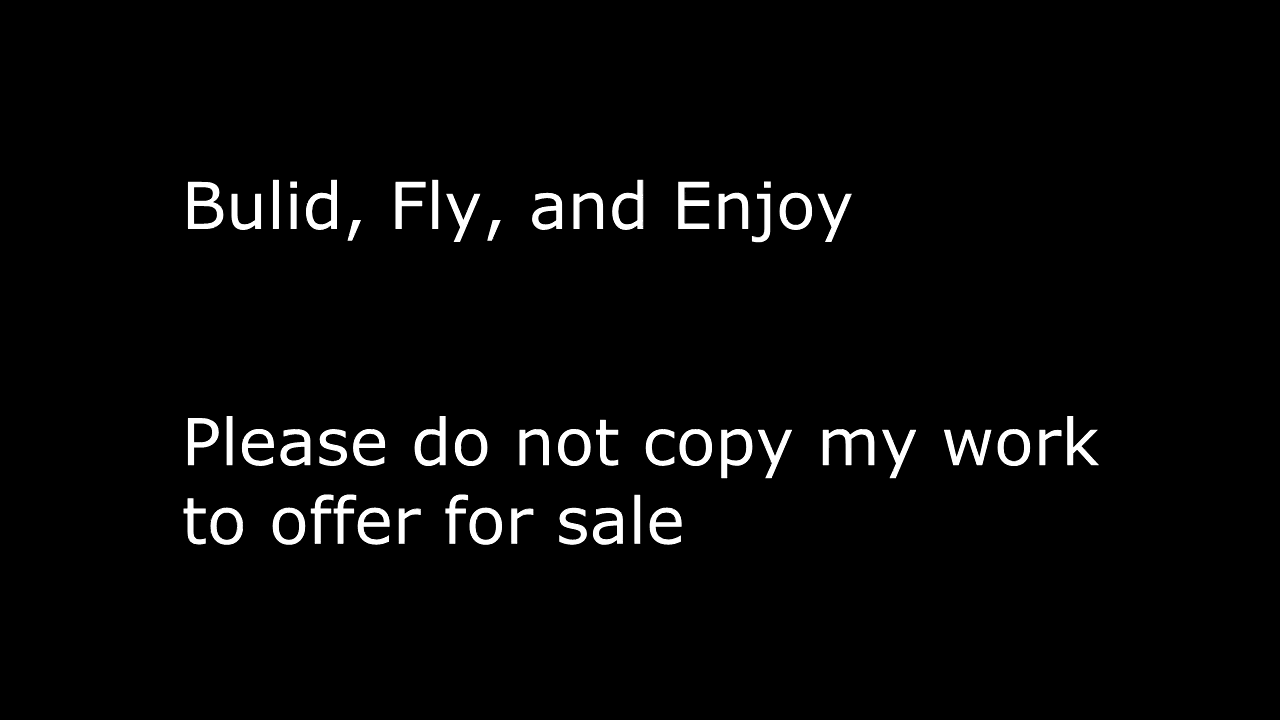 Bulid, Fly, and Enjoy
Please do not copy my work
to offer for sale